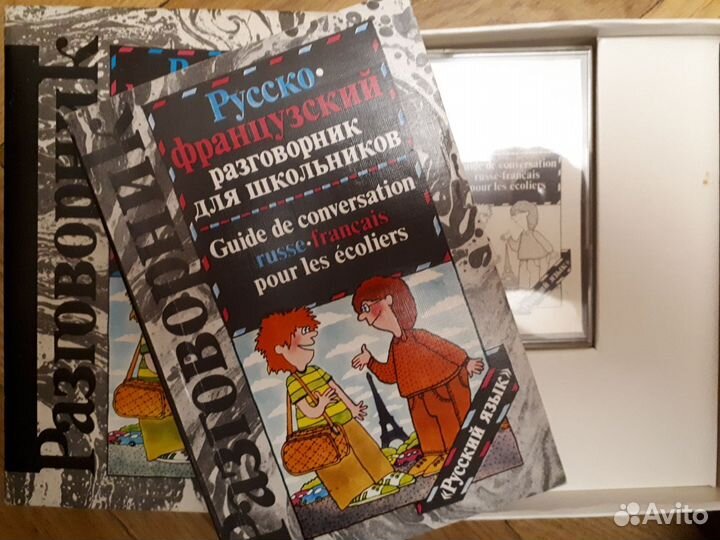 Разговорник
Разговорник
Русско-
французский
разговорник
для школьников
Guide de conversation
russe-français
pour les écoliers
«Русский язык»
de conversation
russe-français
pour les écoliers
Avito